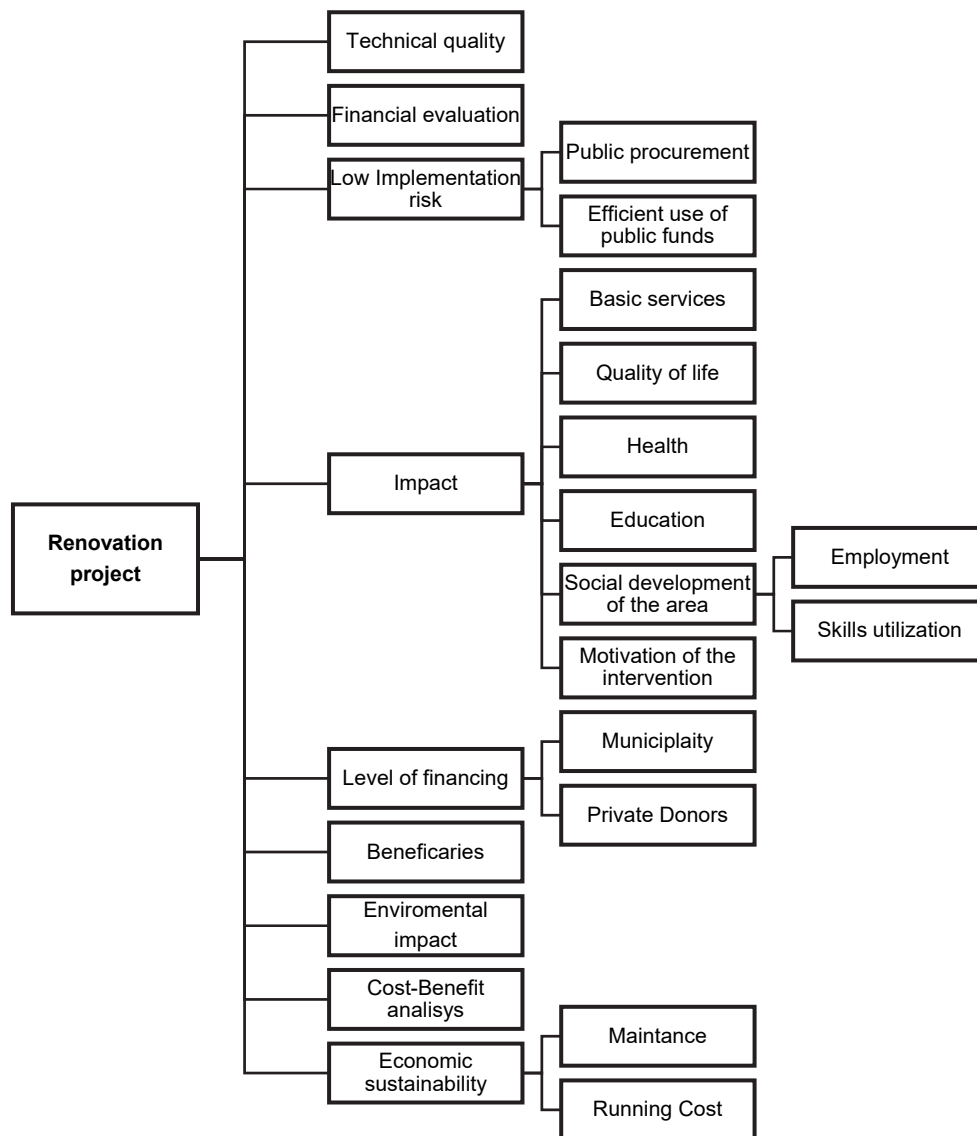 Technical quality
Financial evaluation
Low Implementation
risk
Public procurement
Efficient use of
public funds
Basic services
Quality of life
Health
Impact
Education
Renovation
project
Social development
of the area
Employment
Skills utilization
Motivation of the
intervention
Level of financing
Municiplaity
Private Donors
Beneficaries
Enviromental
impact
Cost-Benefit
analisys
Economic
sustainability
Maintance
Running Cost